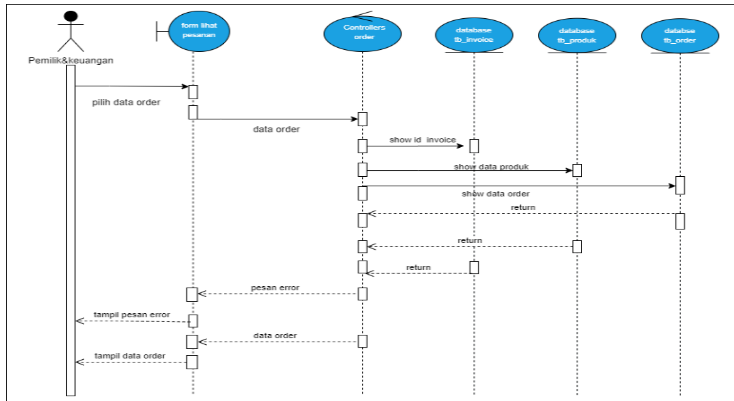 form lihat
pesanan
Controllers
order
database
tb_invoice
database
tb_produk
databse
tb_order
Pemilik&keuangan
pilih data order
data order
show id invoice
show data produk
show data order
return
return
return
pesan error
tampil pesan error
data order
tampil data order